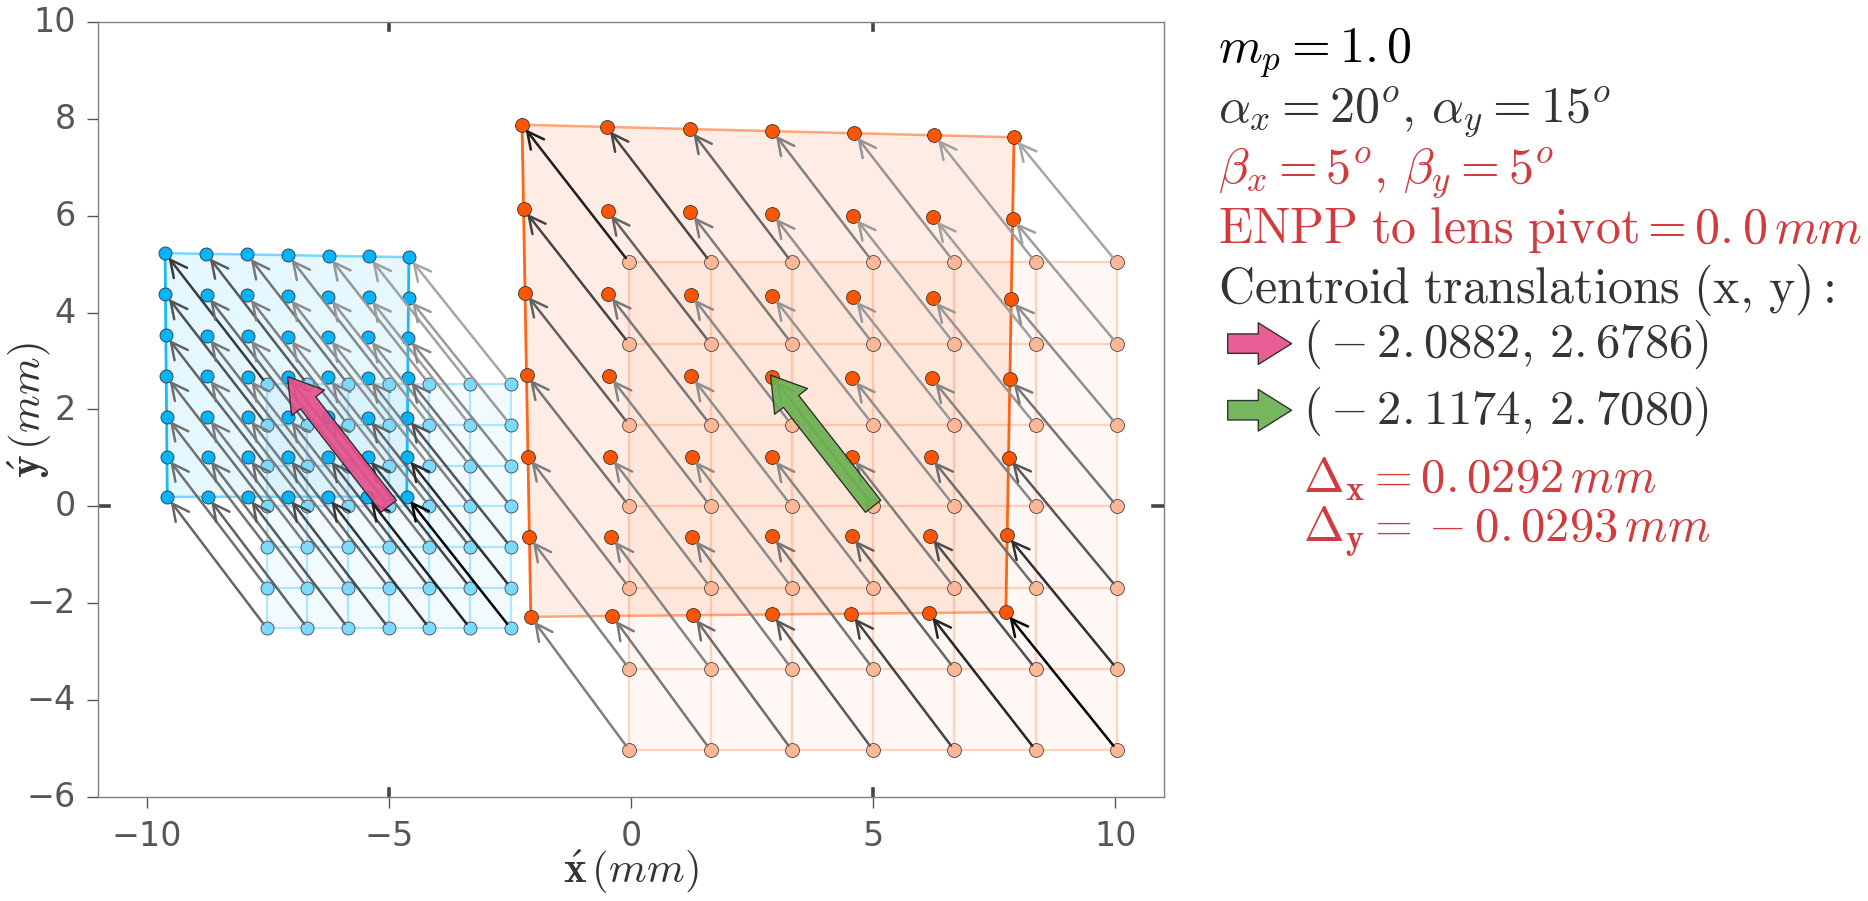 10
8
6
4
2
0
−2
−4
−6
−10
−5
0
5
10
x́ (mm)
ý (mm)
m_p = 1.0
α_x = 20^o, α_y = 15^o
β_x = 5^o, β_y = 5^o
ENPP to lens pivot = 0.0 mm
Centroid translations (x, y) :
(−2.0882, 2.6786)
(−2.1174, 2.7080)
Δ_x = 0.0292 mm
Δ_y = −0.0293 mm